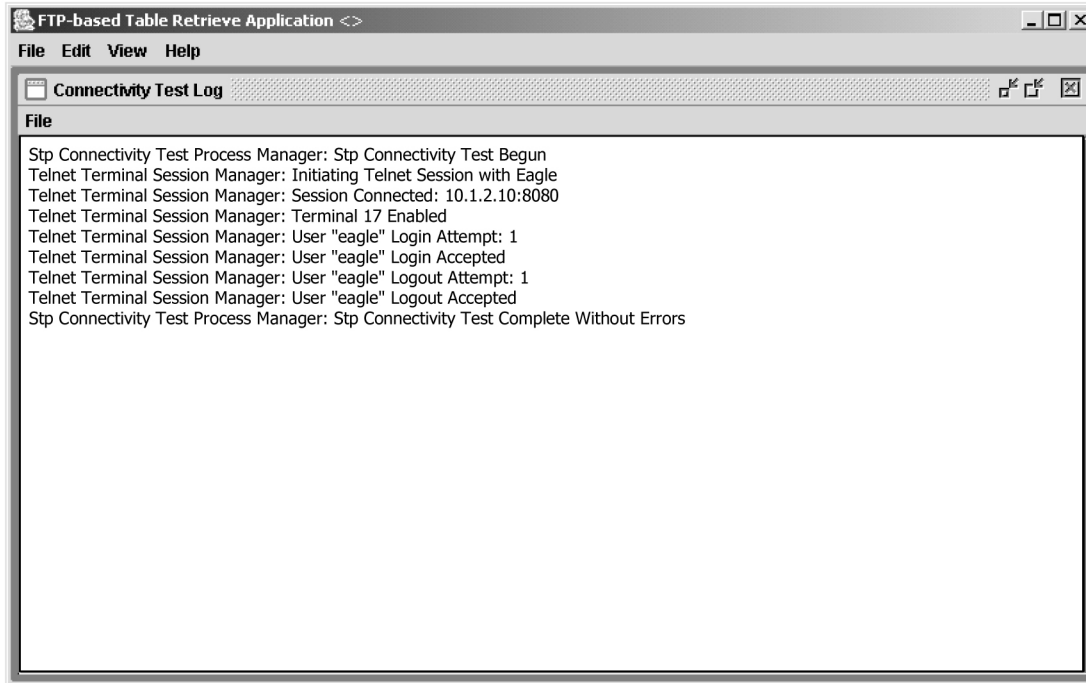 FTP-based Table Retrieve Application <>
File Edit View Help
Connectivity Test Log
File
Stp Connectivity Test Process Manager: Stp Connectivity Test Begun
Telnet Terminal Session Manager: Initiating Telnet Session with Eagle
Telnet Terminal Session Manager: Session Connected: 10.1.2.10:8080
Telnet Terminal Session Manager: Terminal 17 Enabled
Telnet Terminal Session Manager: User "eagle" Login Attempt: 1
Telnet Terminal Session Manager: User "eagle" Login Accepted
Telnet Terminal Session Manager: User "eagle" Logout Attempt: 1
Telnet Terminal Session Manager: User "eagle" Logout Accepted
Stp Connectivity Test Process Manager: Stp Connectivity Test Complete Without Errors